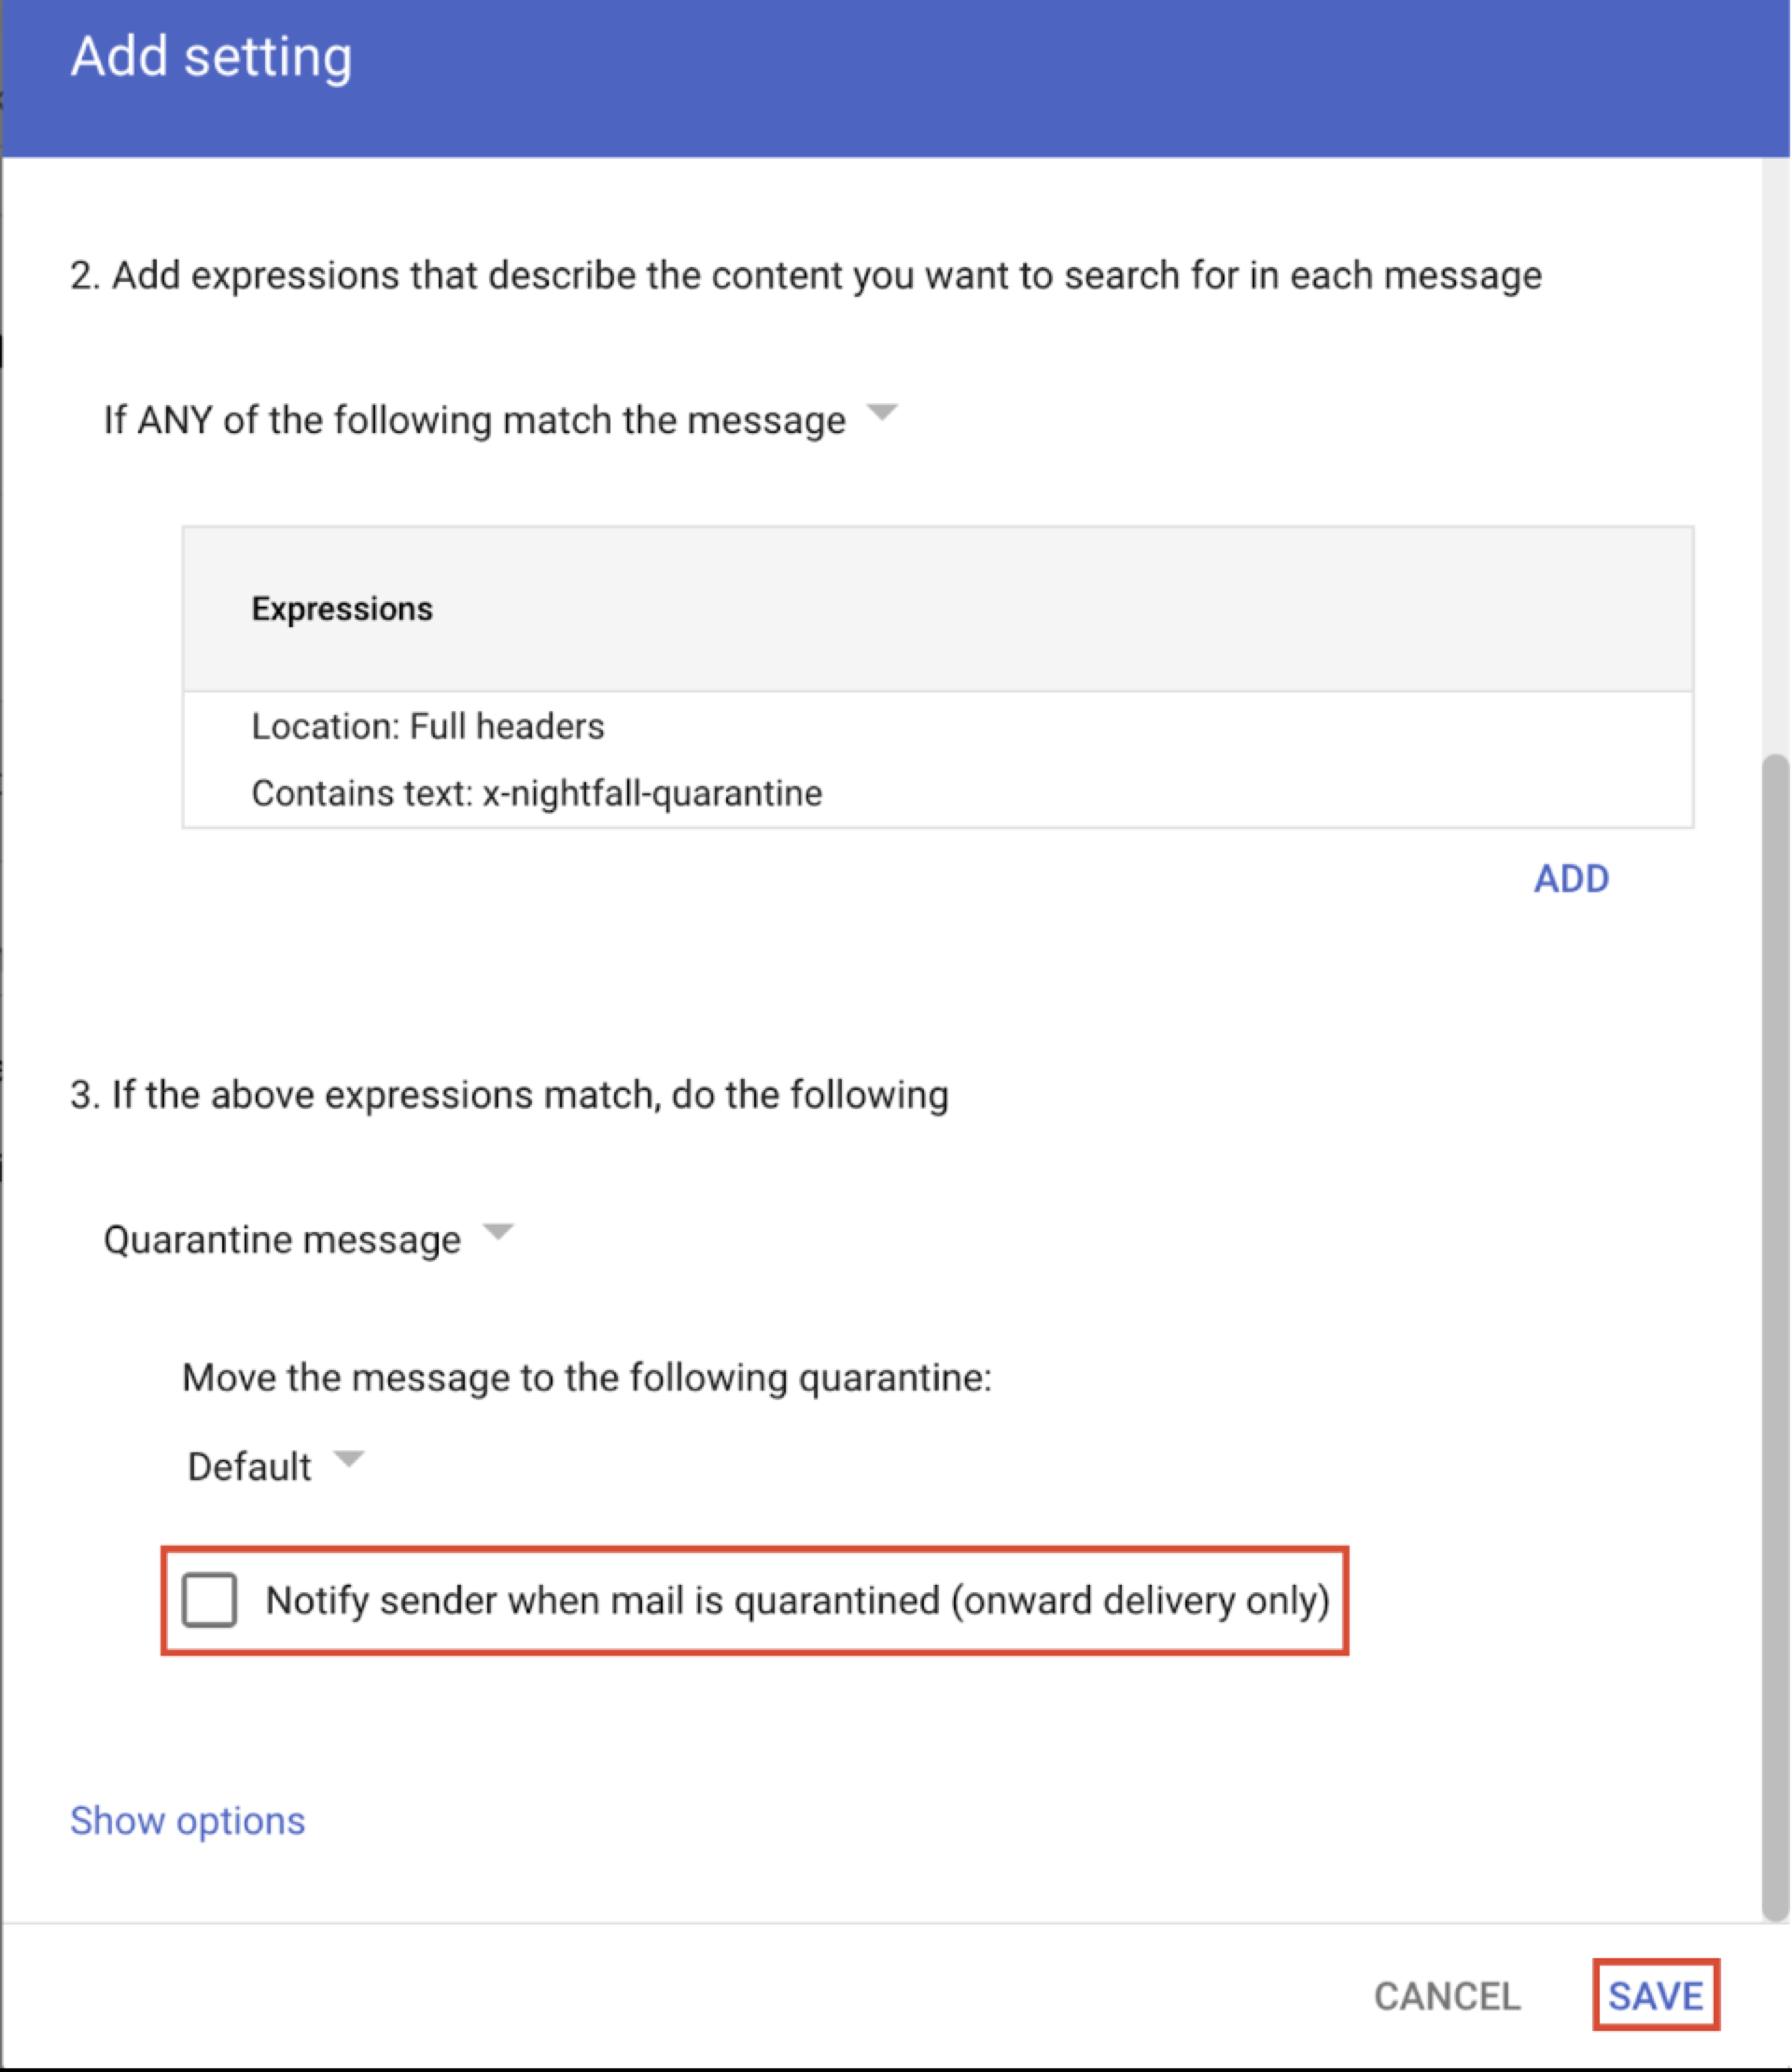 Add setting
2. Add expressions that describe the content you want to search for in each message
If ANY of the following match the message
Expressions
Location: Full headers
Contains text: x-nightfall-quarantine
ADD
3. If the above expressions match, do the following
Quarantine message
Move the message to the following quarantine:
Default
Notify sender when mail is quarantined (onward delivery only)
Show options
CANCEL SAVE